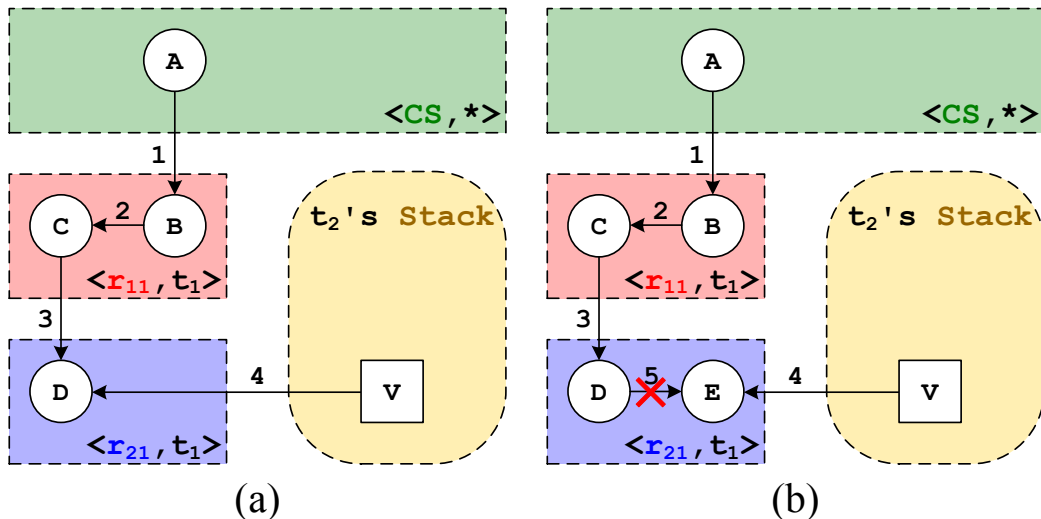 A
<CS,*>
1
t₂'s Stack
C
2
B
<r₁₁,t₁>
3
D
4
V
<r₂₁,t₁>
(a)
A
<CS,*>
1
t₂'s Stack
C
2
B
<r₁₁,t₁>
3
D
5
E
4
V
<r₂₁,t₁>
(b)